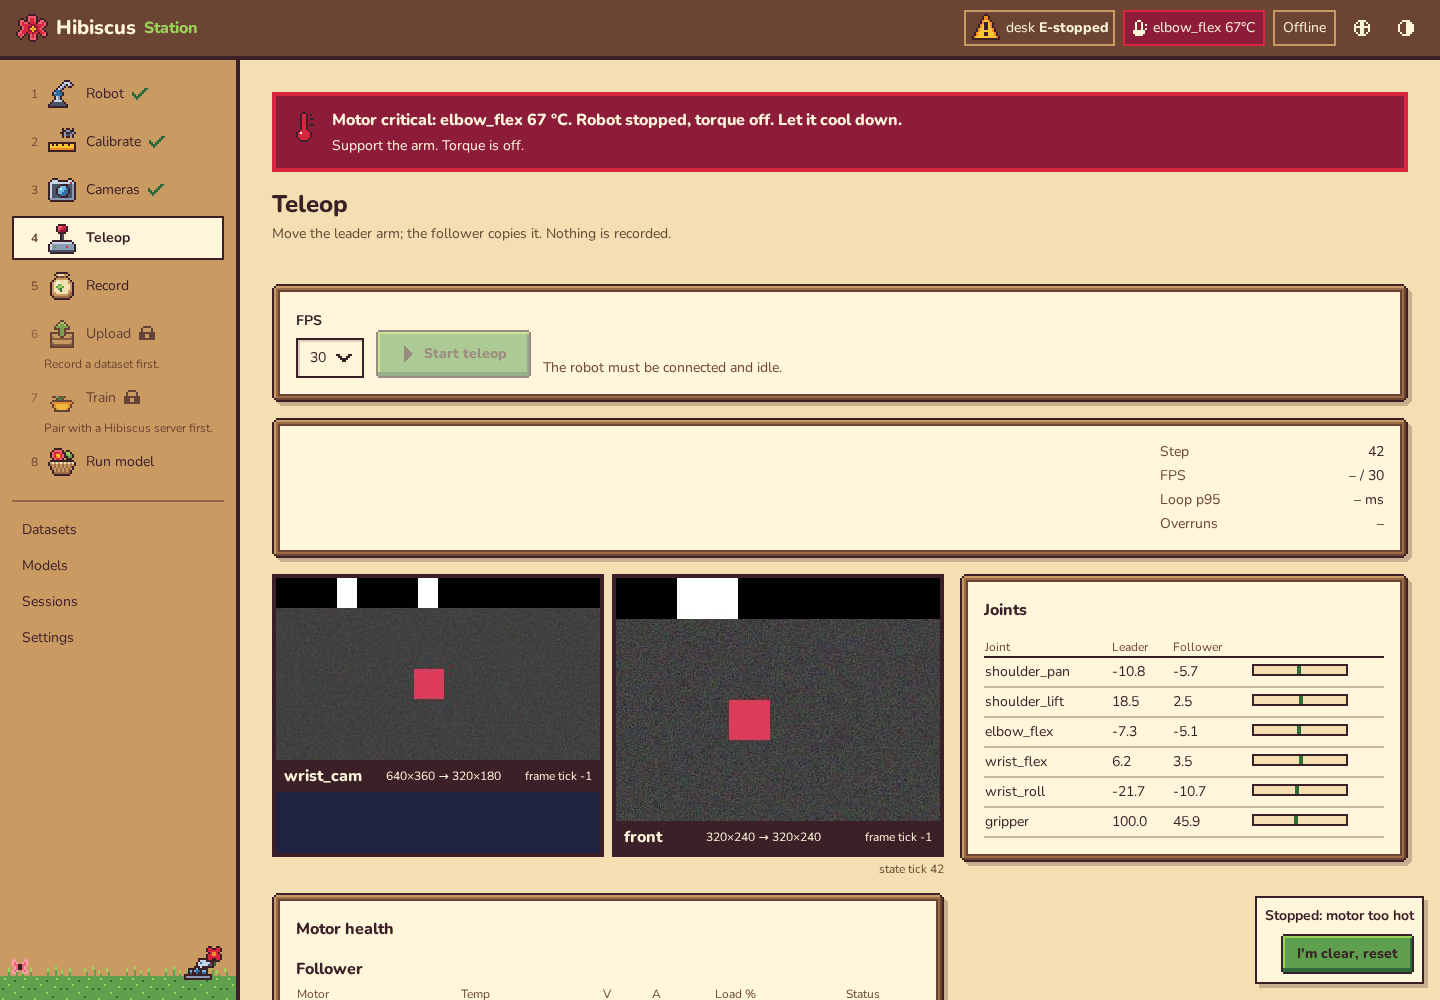 Hibiscus Station
desk E-stopped
elbow_flex 67°C
Offline
1 Robot
2 Calibrate
3 Cameras
4 Teleop
5 Record
6 Upload
Record a dataset first.
7 Train
Pair with a Hibiscus server first.
8 Run model
Datasets
Models
Sessions
Settings
Motor critical: elbow_flex 67 °C. Robot stopped, torque off. Let it cool down.
Support the arm. Torque is off.
Teleop
Move the leader arm; the follower copies it. Nothing is recorded.
FPS
30
Start teleop
The robot must be connected and idle.
Step 42
FPS – / 30
Loop p95 – ms
Overruns –
wrist_cam 640×360 → 320×180 frame tick -1
front 320×240 → 320×240 frame tick -1
state tick 42
Joints
Joint Leader Follower
shoulder_pan -10.8 -5.7
shoulder_lift 18.5 2.5
elbow_flex -7.3 -5.1
wrist_flex 6.2 3.5
wrist_roll -21.7 -10.7
gripper 100.0 45.9
Motor health
Follower
Motor Temp V A Load % Status
Stopped: motor too hot
I'm clear, reset